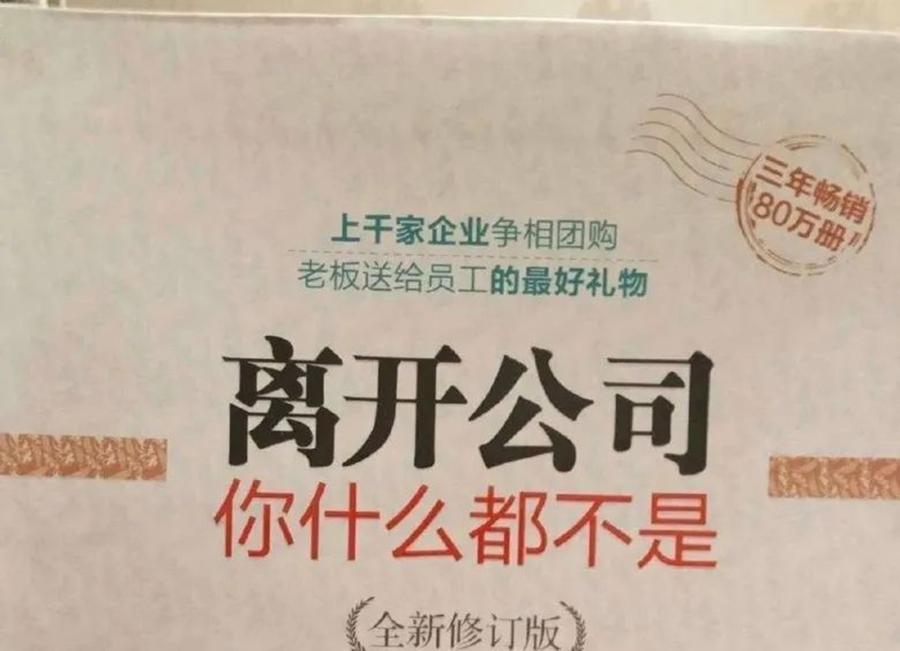 三年畅销
80万册
上千家企业争相团购
老板送给员工的最好礼物
离开公司
你什么都不是
全新修订版